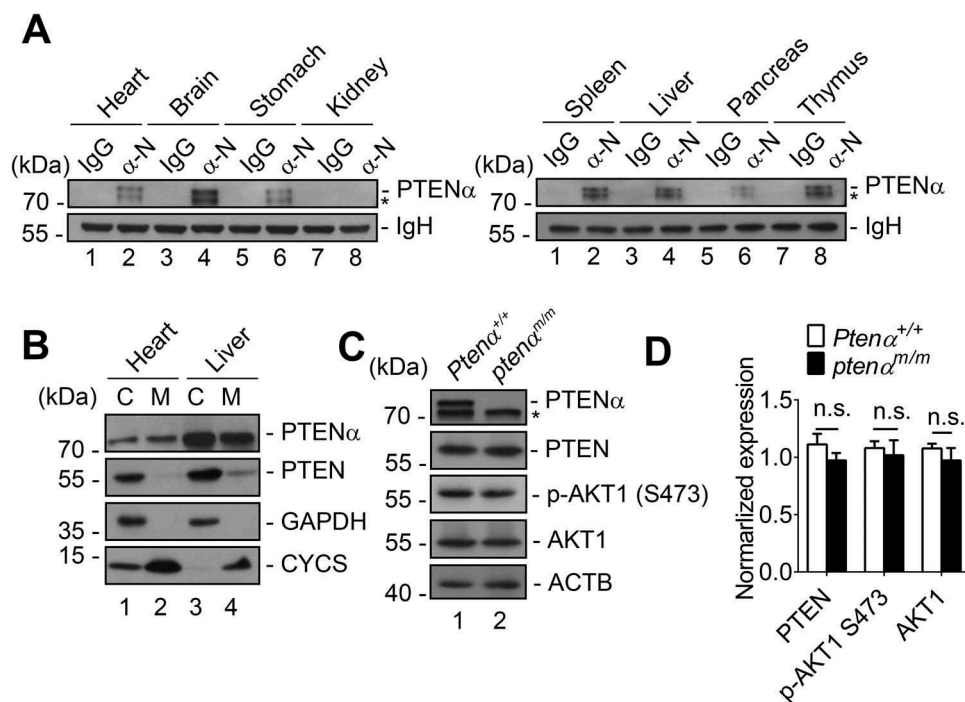 A
Heart Brain Stomach Kidney
IgG α-N IgG α-N IgG α-N IgG α-N
(kDa)
70 - - PTENα
*
55 - - IgH
1 2 3 4 5 6 7 8
Spleen Liver Pancreas Thymus
IgG α-N IgG α-N IgG α-N IgG α-N
(kDa)
70 - - PTENα
*
55 - - IgH
1 2 3 4 5 6 7 8
B
Heart Liver
(kDa) C M C M
70 - - PTENα
55 - - PTEN
35 - - GAPDH
15 - - CYCS
1 2 3 4
C
Ptenα+/+ ptenαm/m
(kDa)
70 - - PTENα
*
55 - - PTEN
55 - - p-AKT1 (S473)
55 - - AKT1
40 - - ACTB
1 2
D
Ptenα+/+
ptenαm/m
Normarlized expression
1.5
1.0
0.5
0.0
n.s. n.s. n.s.
PTEN p-AKT1 S473 AKT1